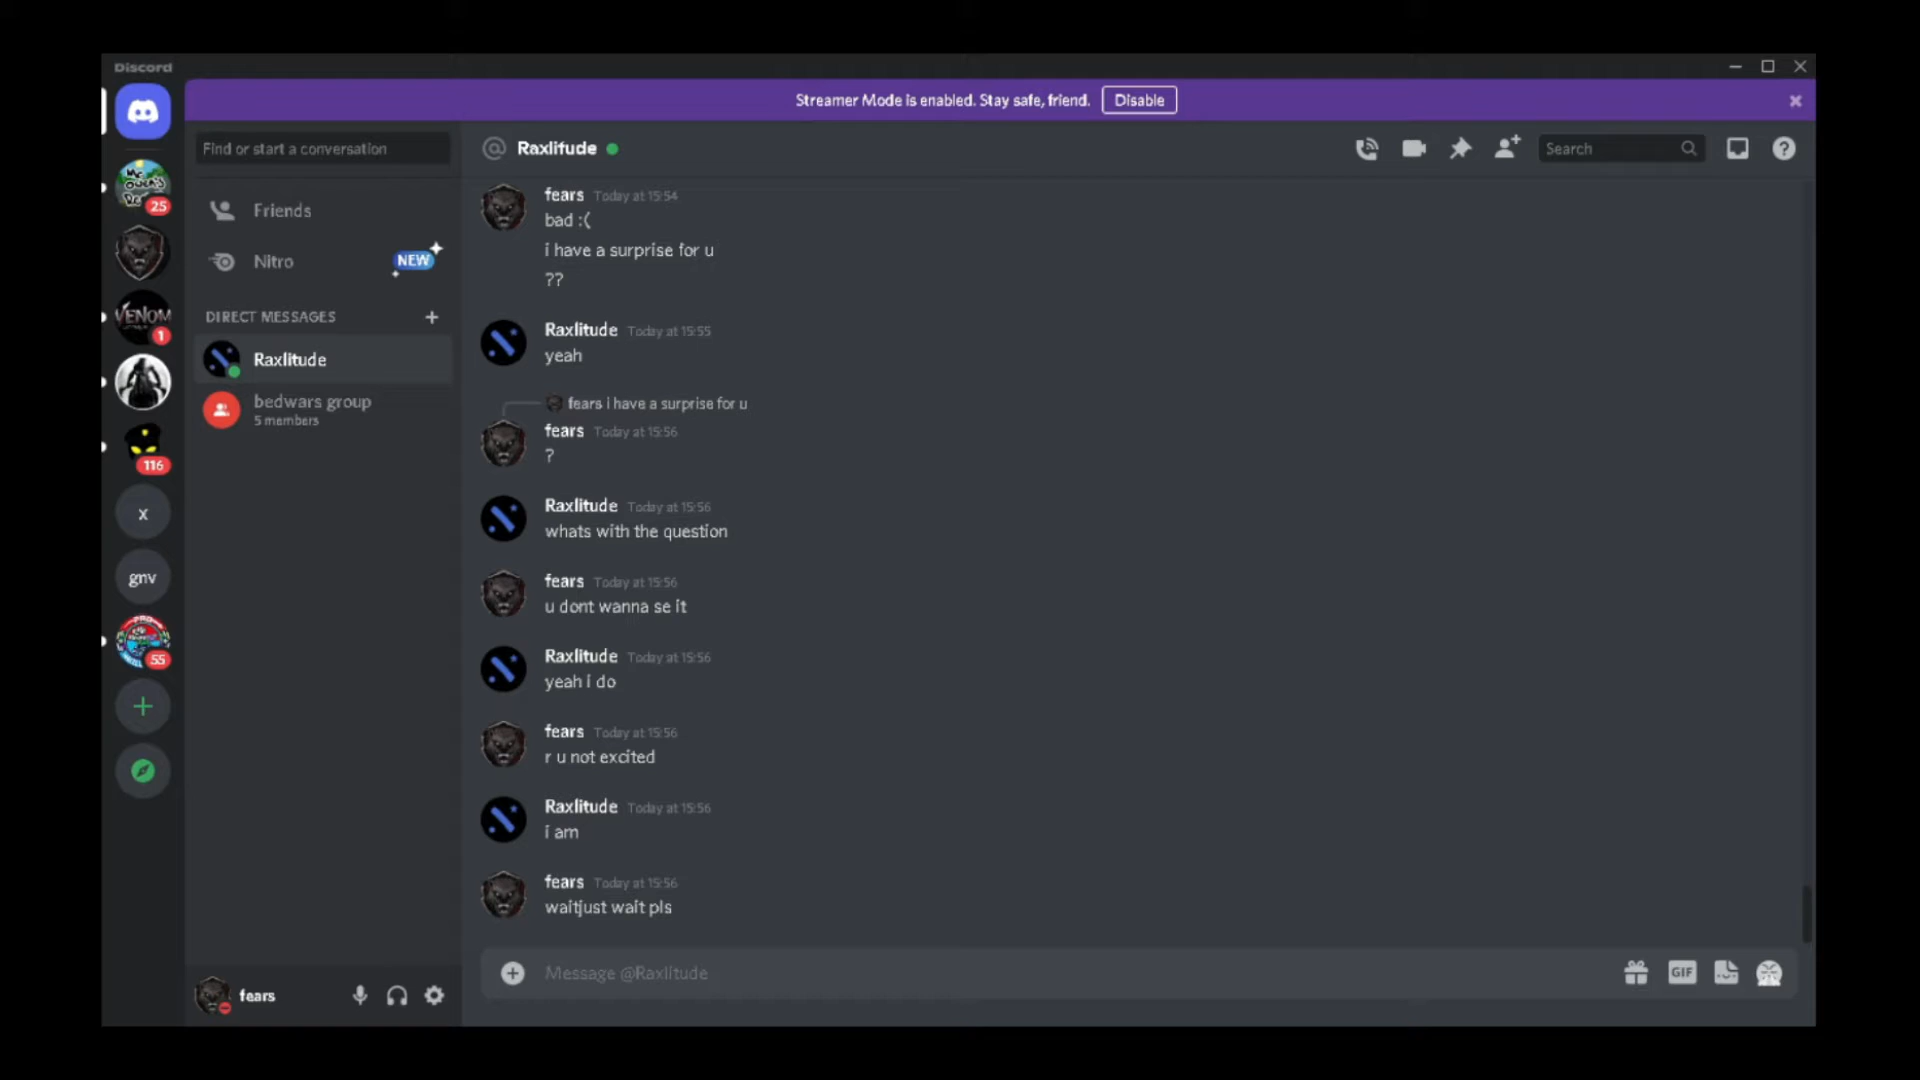 Discord
Streamer Mode is enabled. Stay safe, friend.
Disable
Find or start a conversation
Friends
Nitro
NEW
DIRECT MESSAGES
Raxlitude
bedwars group
5 members
25
VENOM
1
116
x
gnv
55
fears
Raxlitude
Search
fears Today at 15:54
bad :(
i have a surprise for u
??
Raxlitude Today at 15:55
yeah
fears i have a surprise for u
fears Today at 15:56
?
Raxlitude Today at 15:56
whats with the question
fears Today at 15:56
u dont wanna se it
Raxlitude Today at 15:56
yeah i do
fears Today at 15:56
r u not excited
Raxlitude Today at 15:56
i am
fears Today at 15:56
waitjust wait pls
Message @Raxlitude
GIF